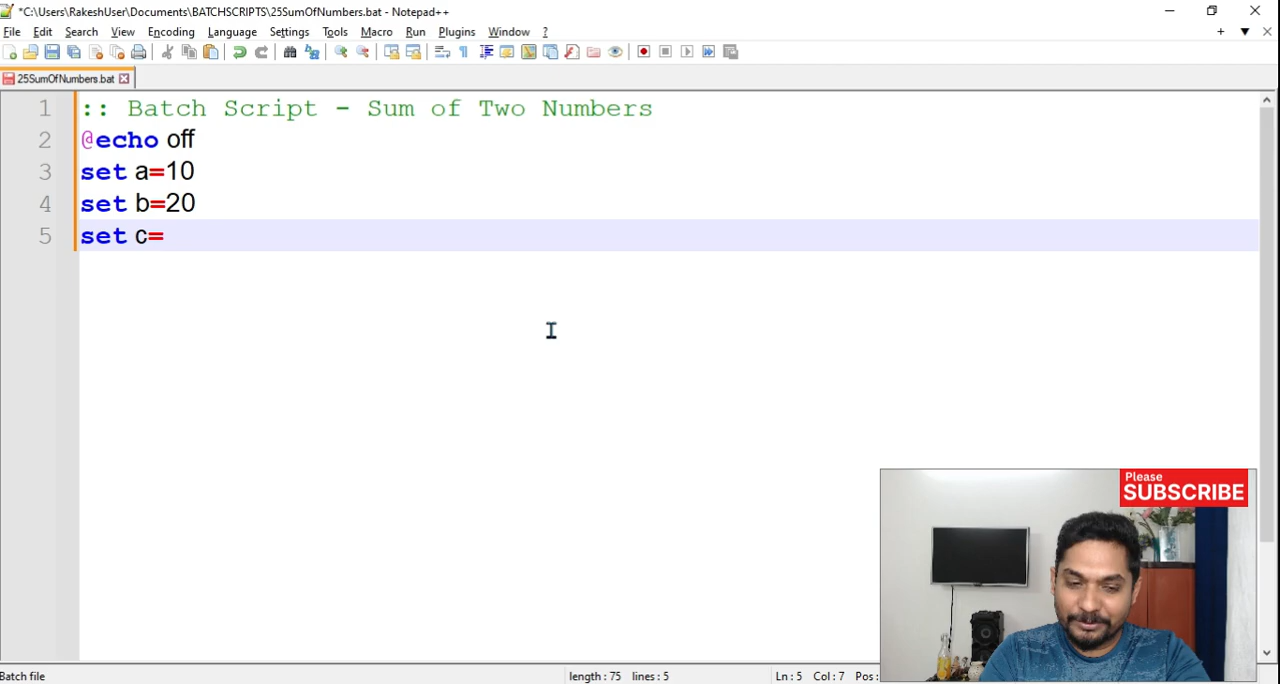 *C:\Users\RakeshUser\Documents\BATCHSCRIPTS\25SumOfNumbers.bat - Notepad++
File Edit Search View Encoding Language Settings Tools Macro Run Plugins Window ?
25SumOfNumbers.bat
1 :: Batch Script - Sum of Two Numbers
2 @echo off
3 set a=10
4 set b=20
5 set c=
Please
SUBSCRIBE
Batch file length : 75 lines : 5 Ln : 5 Col : 7 Pos :